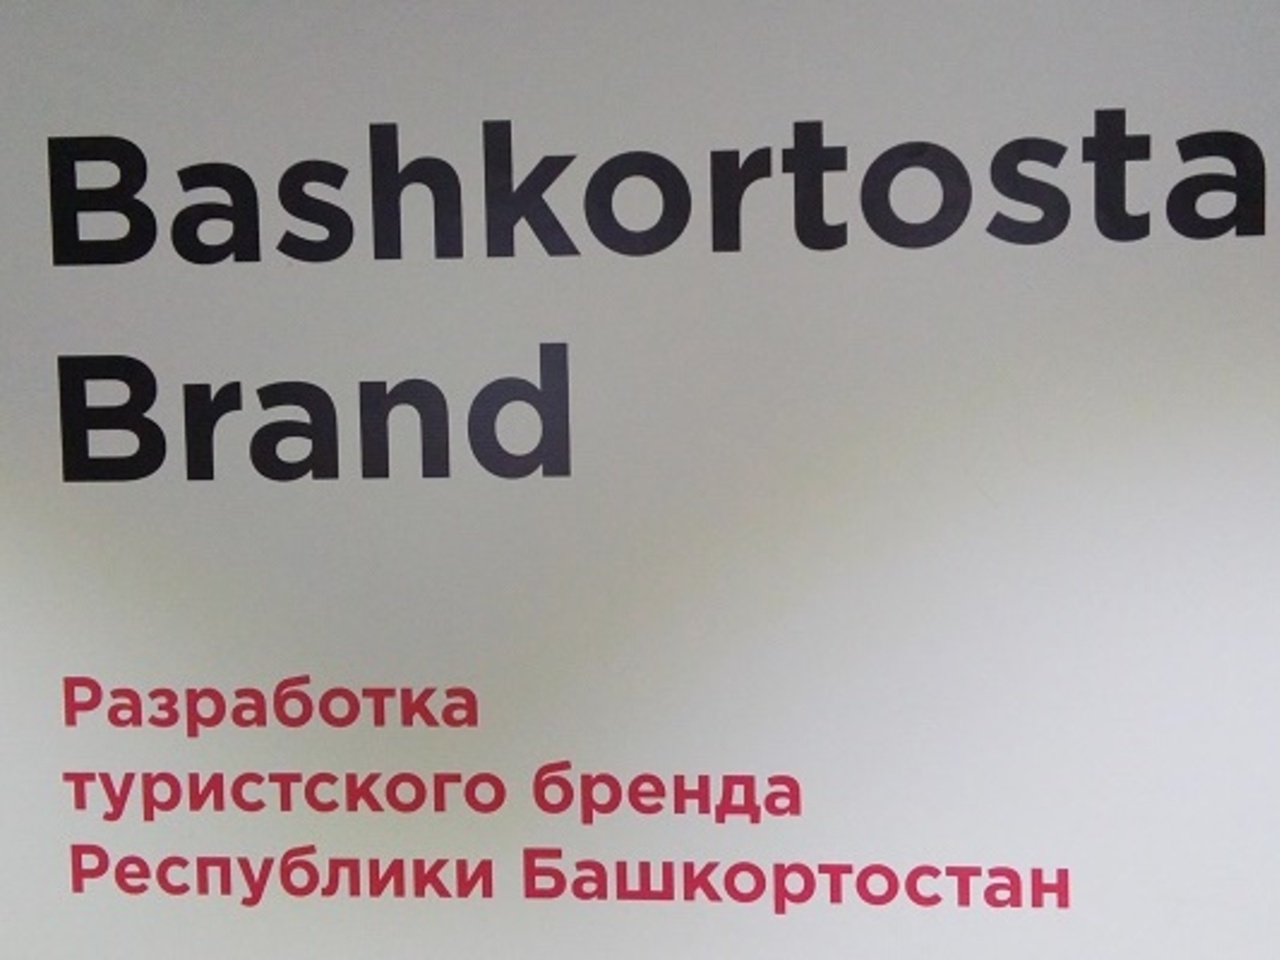 Bashkortosta
Brand
Разработка
туристского бренда
Республики Башкортостан